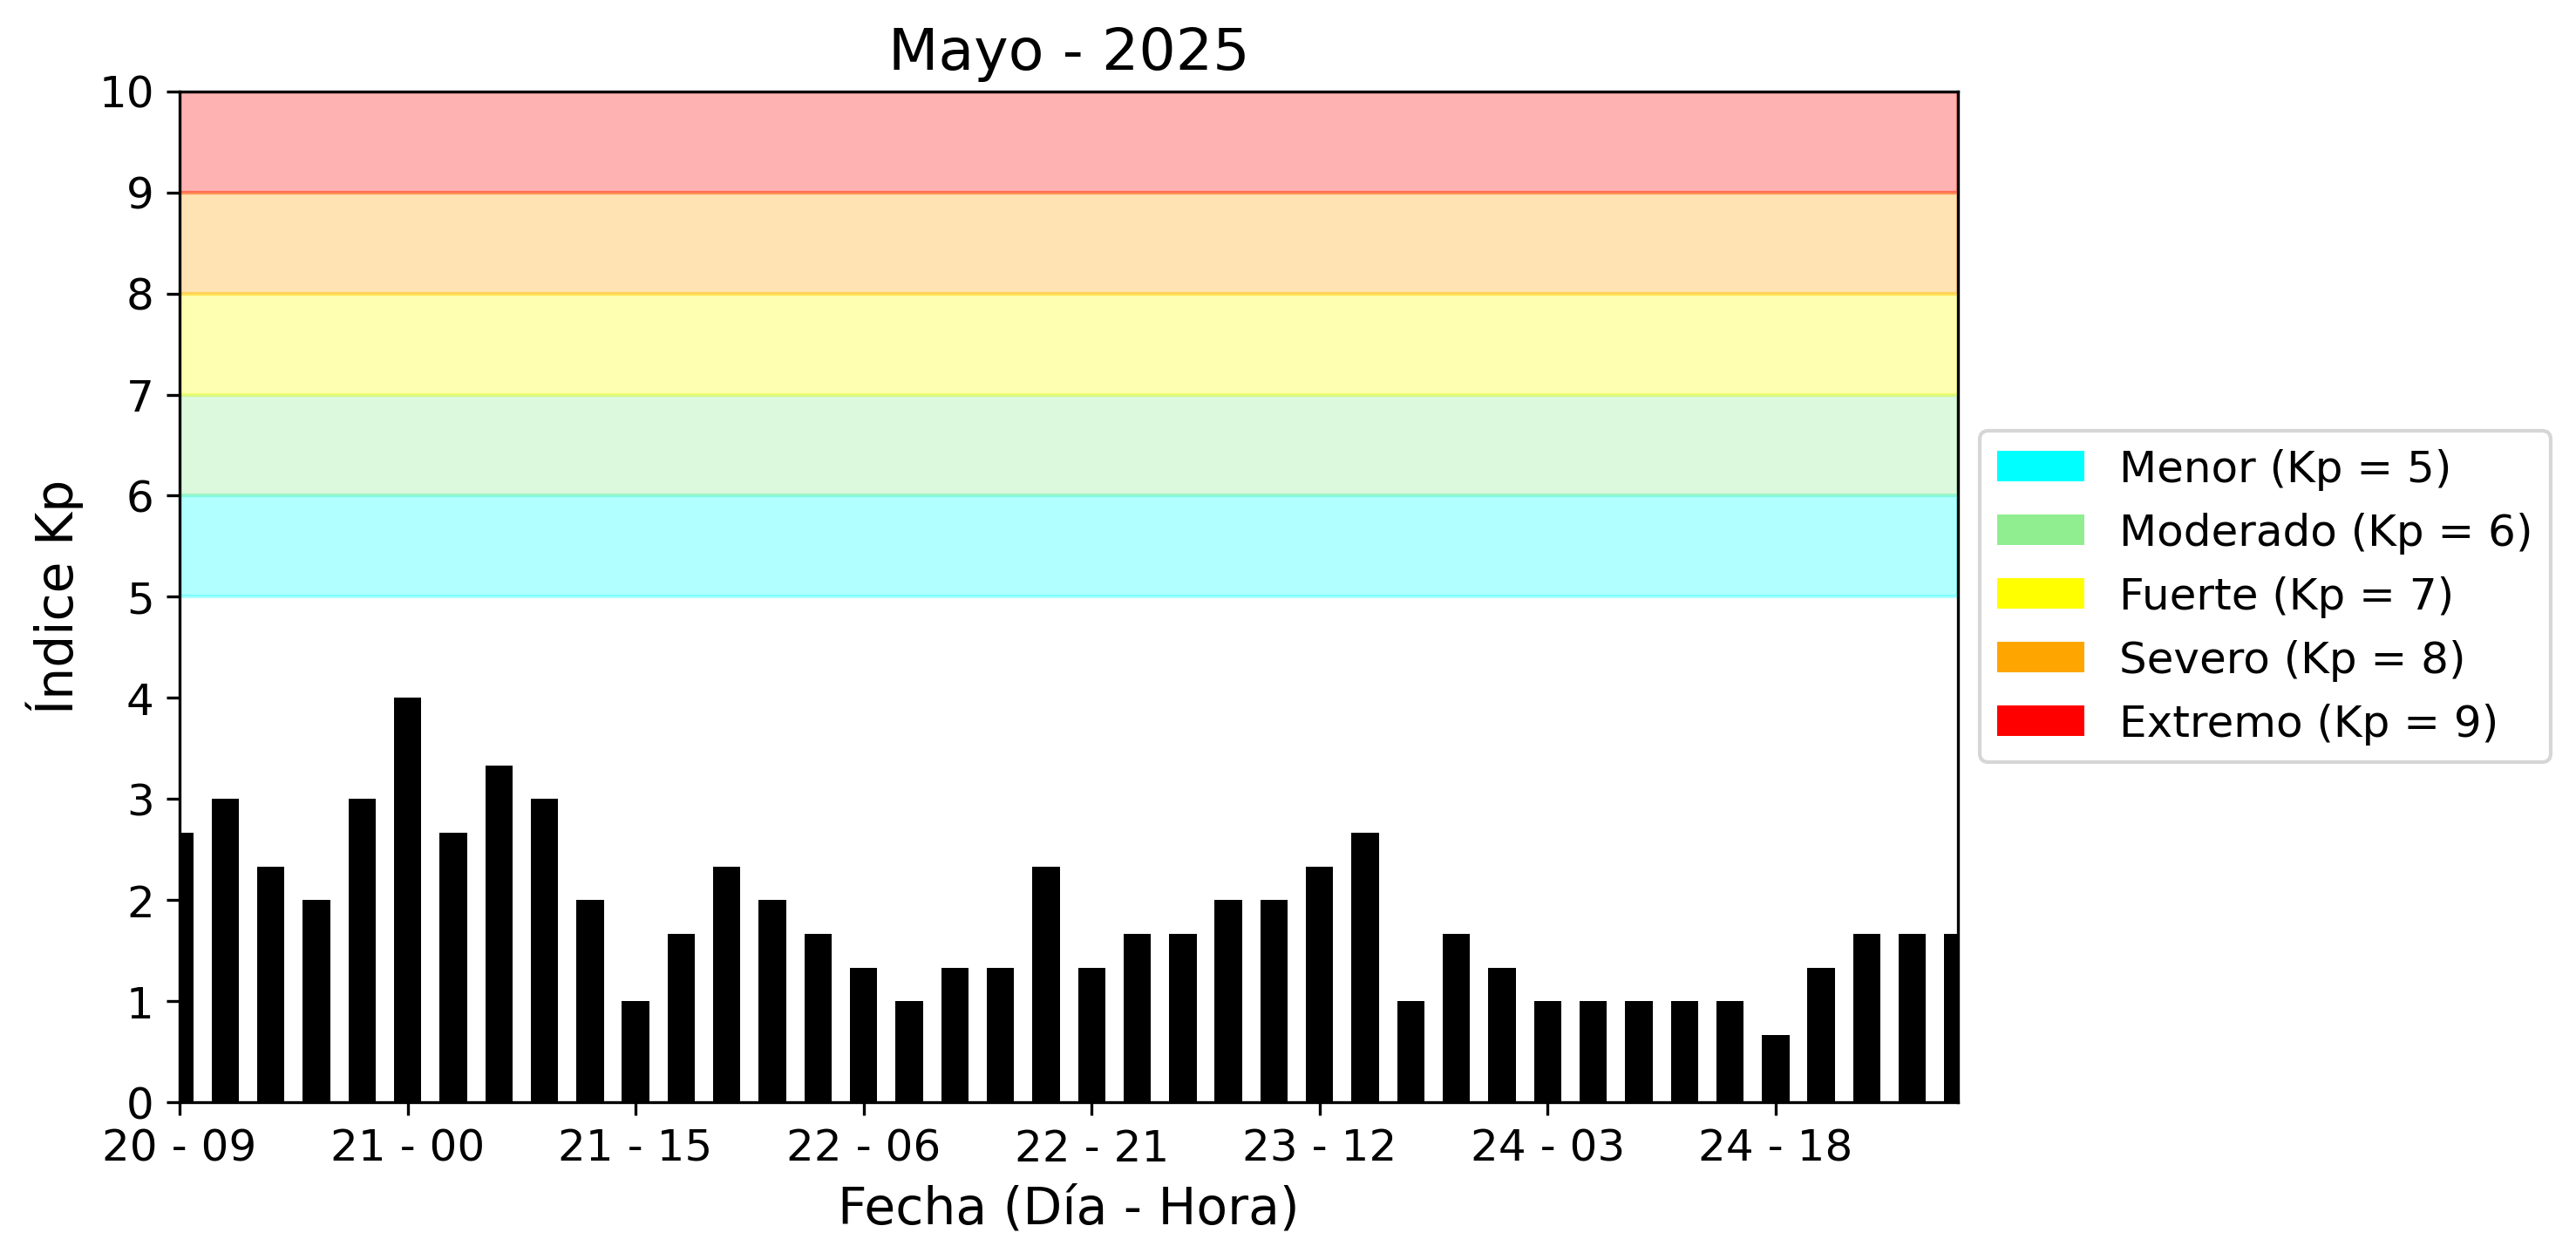 Mayo - 2025
10
9
8
7
6
5
4
3
2
1
0
Índice Kp
20 - 09
21 - 00
21 - 15
22 - 06
22 - 21
23 - 12
24 - 03
24 - 18
Fecha (Día - Hora)
Menor (Kp = 5)
Moderado (Kp = 6)
Fuerte (Kp = 7)
Severo (Kp = 8)
Extremo (Kp = 9)